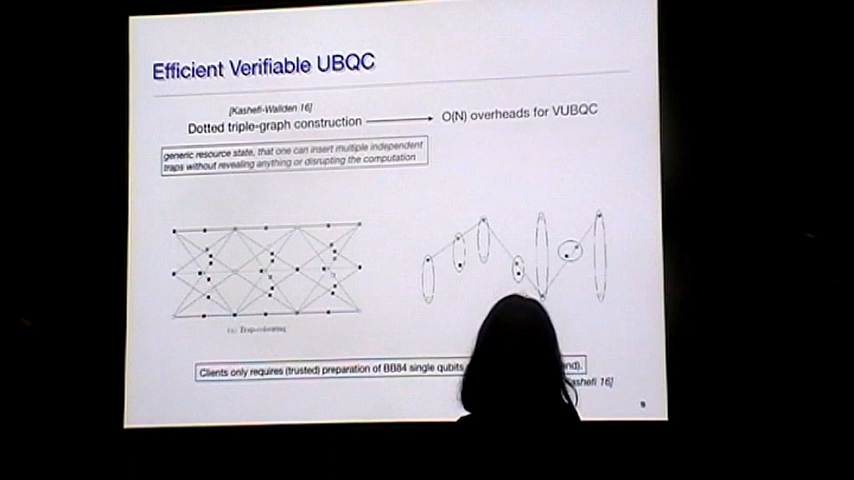 Efficient Verifiable UBQC
[Kashefi-Wallden 16]
Dotted triple-graph construction
O(N) overheads for VUBQC
generic resource state, that one can insert multiple independent
traps without revealing anything or disrupting the computation
(a) Trap-colouring
Clients only requires (trusted) preparation of BB84 single qubits
ashefi 16]
9